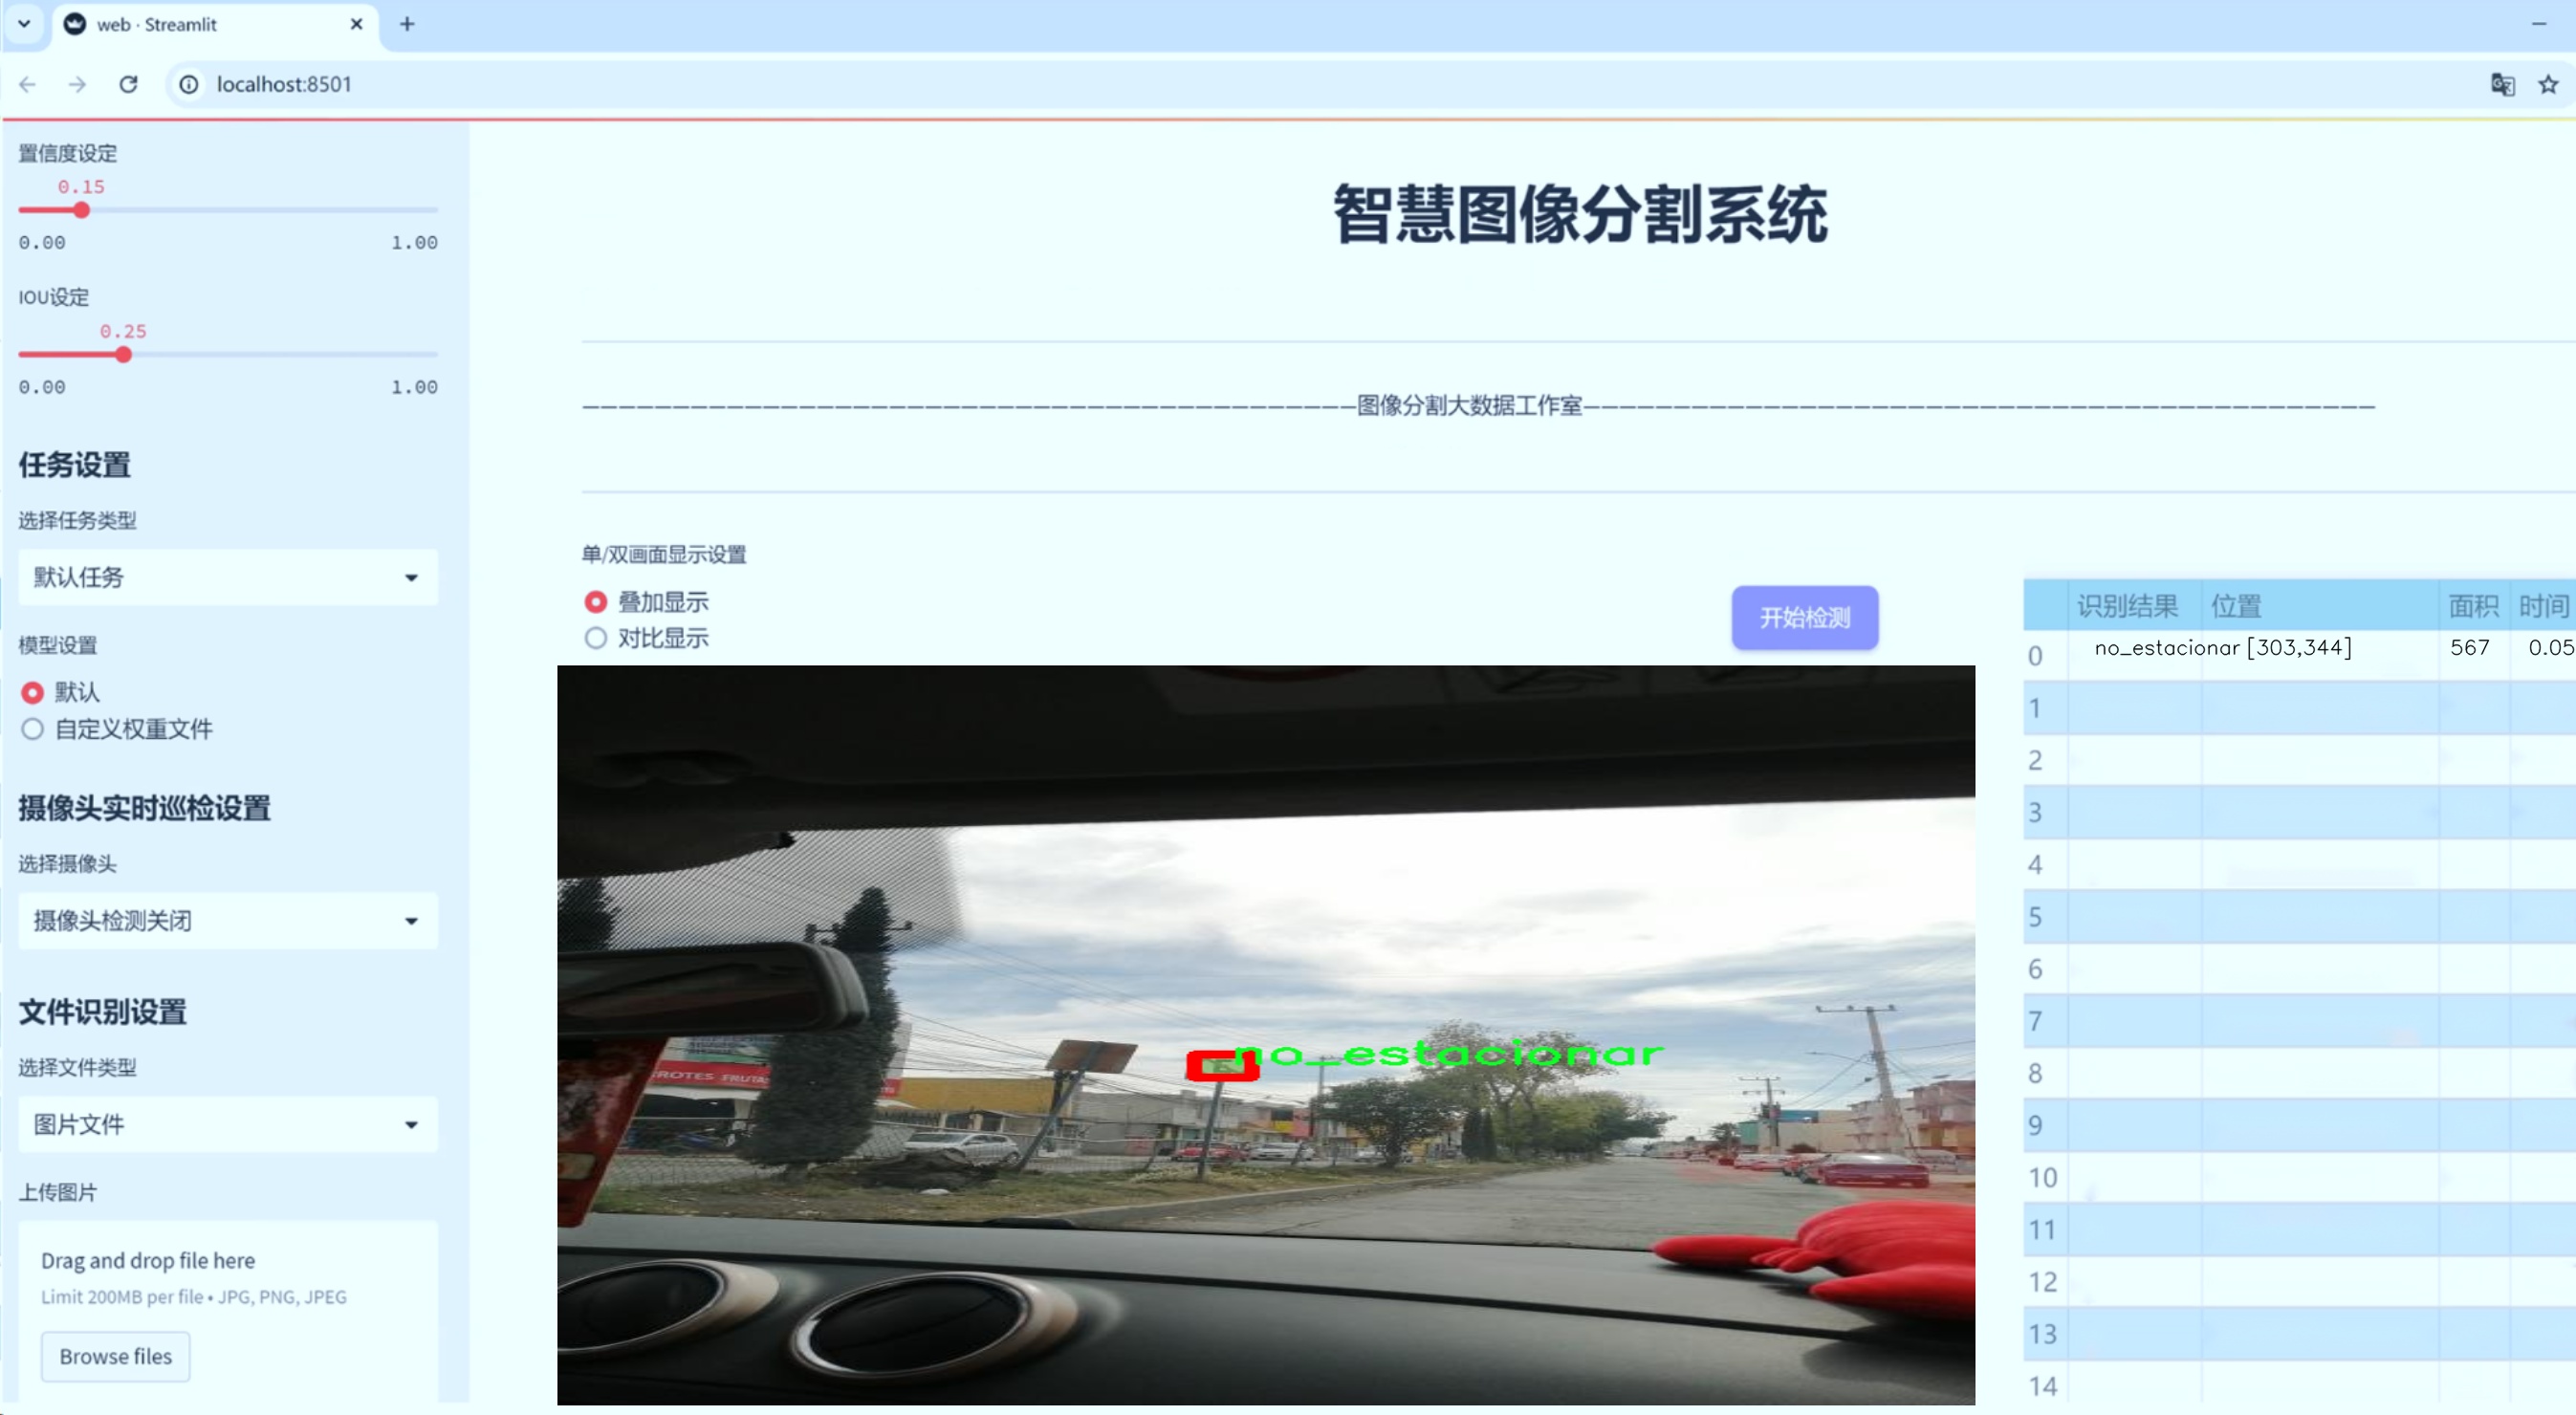 web · Streamlit
localhost:8501
置信度设定
0.15
0.00 1.00
IOU设定
0.25
0.00 1.00
任务设置
选择任务类型
默认任务
模型设置
默认
自定义权重文件
摄像头实时巡检设置
选择摄像头
摄像头检测关闭
文件识别设置
选择文件类型
图片文件
上传图片
Drag and drop file here
Limit 200MB per file • JPG, PNG, JPEG
Browse files
智慧图像分割系统
———————————————————————————————————————————图像分割大数据工作室————————————————————————————————————————————
单/双画面显示设置
叠加显示
对比显示
开始检测
no_estacionar
ROTES FRUTA
识别结果 位置 面积 时间
0 no_estacionar [303,344] 567 0.05
1
2
3
4
5
6
7
8
9
10
11
12
13
14